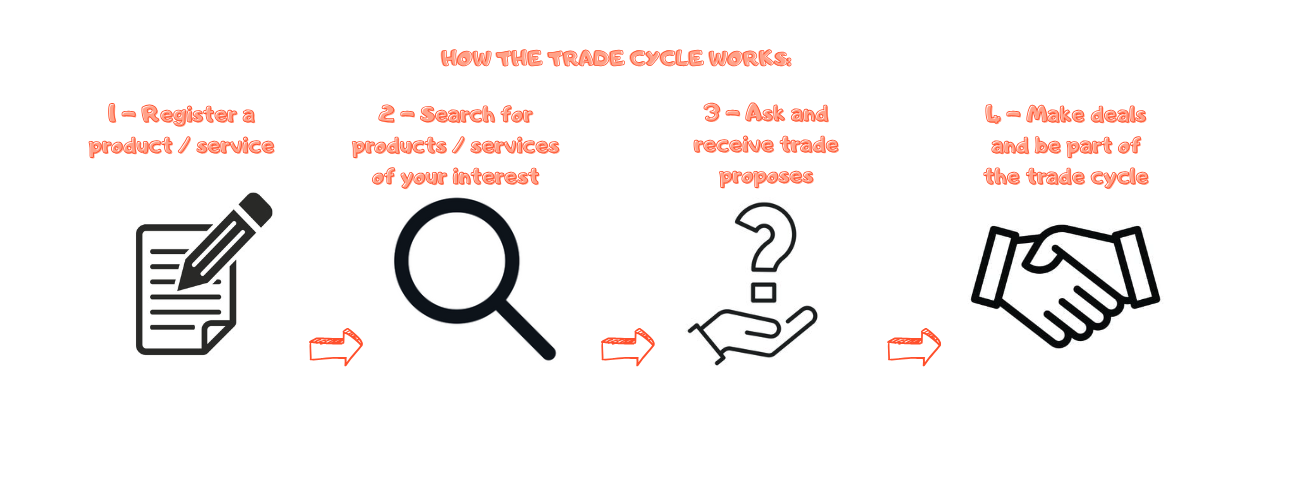 HOW THE TRADE CYCLE WORKS:
1 - Register a
product / service
2 - Search for
products / services
of your interest
3 - Ask and
receive trade
proposes
4 - Make deals
and be part of
the trade cycle